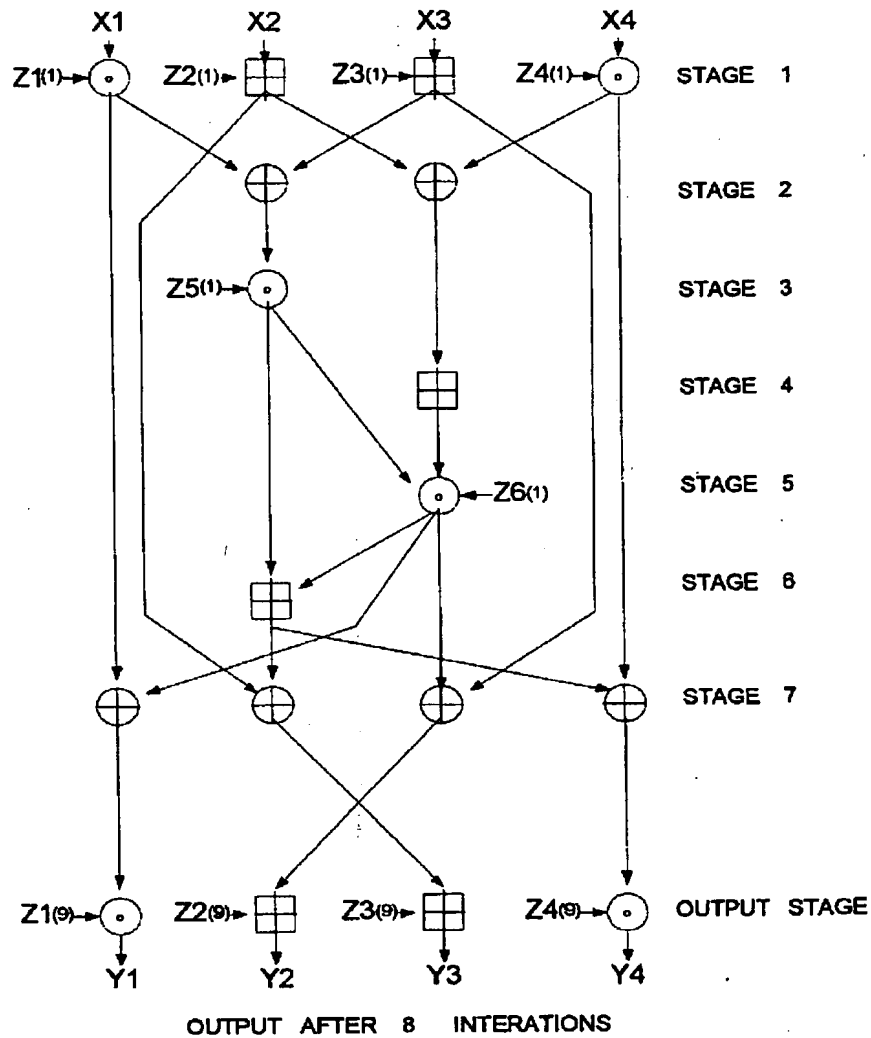 X1 X2 X3 X4
Z1(1) Z2(1) Z3(1) Z4(1) STAGE 1
STAGE 2
Z5(1) STAGE 3
STAGE 4
Z6(1) STAGE 5
STAGE 6
STAGE 7
Z1(9) Z2(9) Z3(9) Z4(9) OUTPUT STAGE
Y1 Y2 Y3 Y4
OUTPUT AFTER 8 INTERATIONS